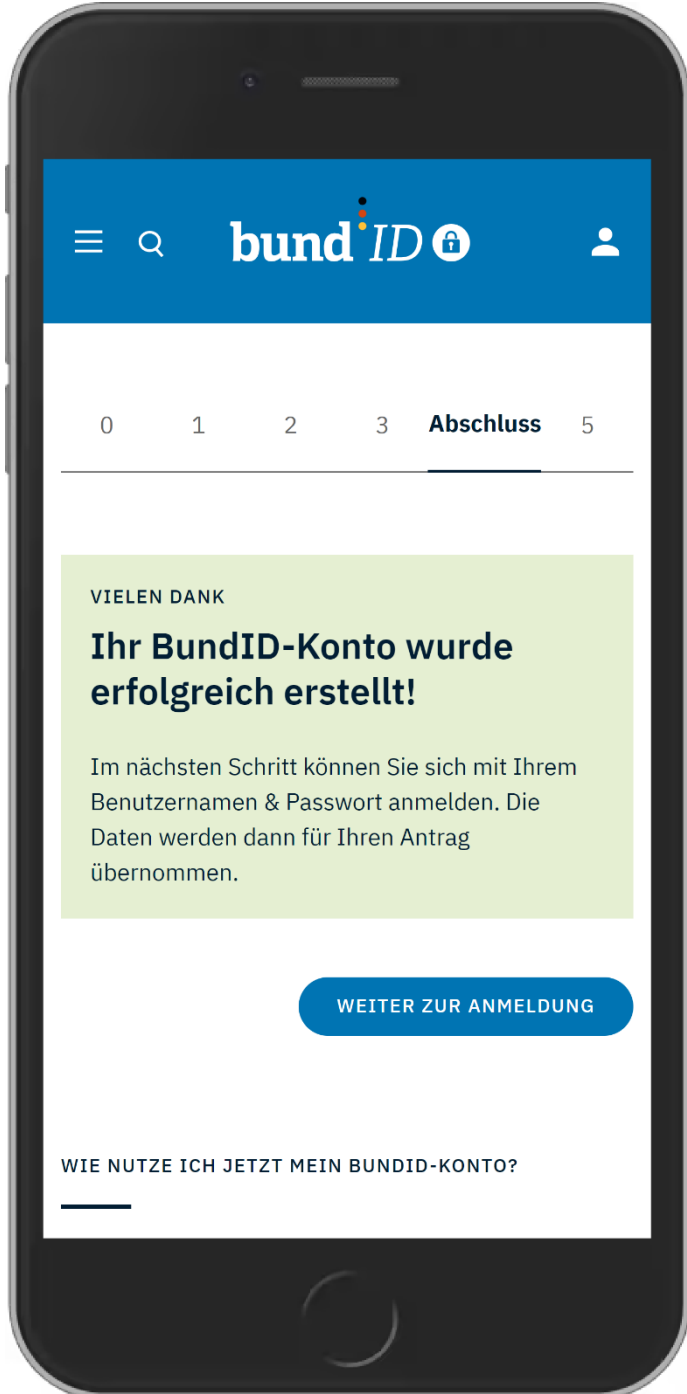 bund ID
0 1 2 3 Abschluss 5
VIELEN DANK
Ihr BundID-Konto wurde
erfolgreich erstellt!
Im nächsten Schritt können Sie sich mit Ihrem
Benutzernamen & Passwort anmelden. Die
Daten werden dann für Ihren Antrag
übernommen.
WEITER ZUR ANMELDUNG
WIE NUTZE ICH JETZT MEIN BUNDID-KONTO?